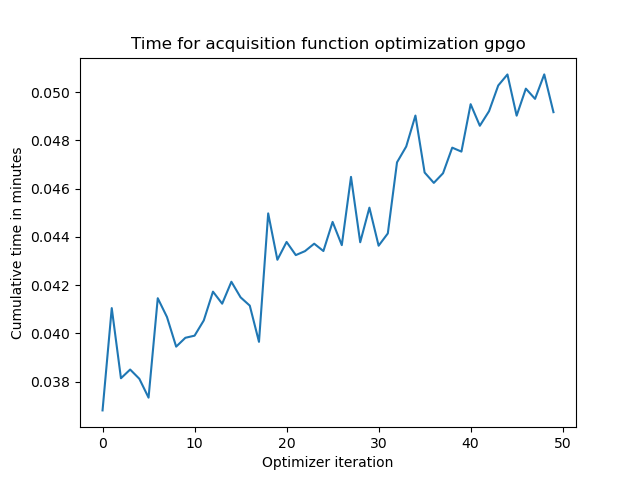 Time for acquisition function optimization gpgo
Cumulative time in minutes
0.050
0.048
0.046
0.044
0.042
0.040
0.038
0 10 20 30 40 50
Optimizer iteration